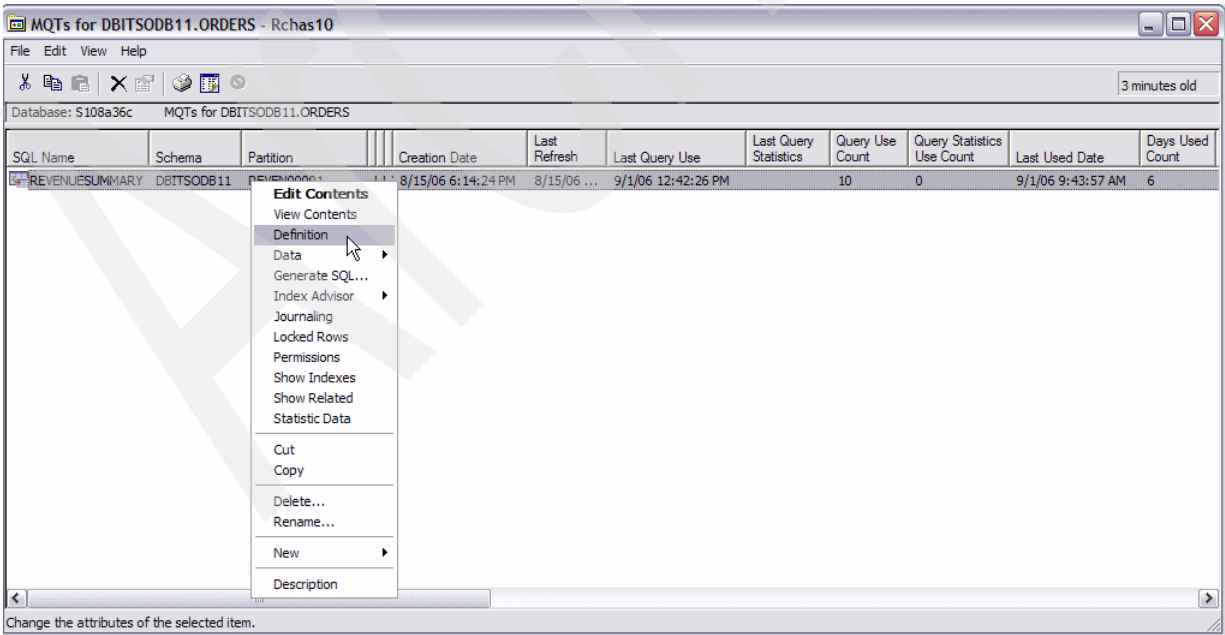 MQTs for DBITSODB11.ORDERS - Rchas10
File Edit View Help
3 minutes old
Database: S108a36c MQTs for DBITSODB11.ORDERS
SQL Name Schema Partition Creation Date Last Refresh Last Query Use Last Query Statistics Query Use Count Query Statistics Use Count Last Used Date Days Used Count
REVENUESUMMARY DBITSODB11 REVEN00001 8/15/06 6:14:24 PM 8/15/06 ... 9/1/06 12:42:26 PM 10 0 9/1/06 9:43:57 AM 6
Edit Contents
View Contents
Definition
Data
Generate SQL...
Index Advisor
Journaling
Locked Rows
Permissions
Show Indexes
Show Related
Statistic Data
Cut
Copy
Delete...
Rename...
New
Description
Change the attributes of the selected item.